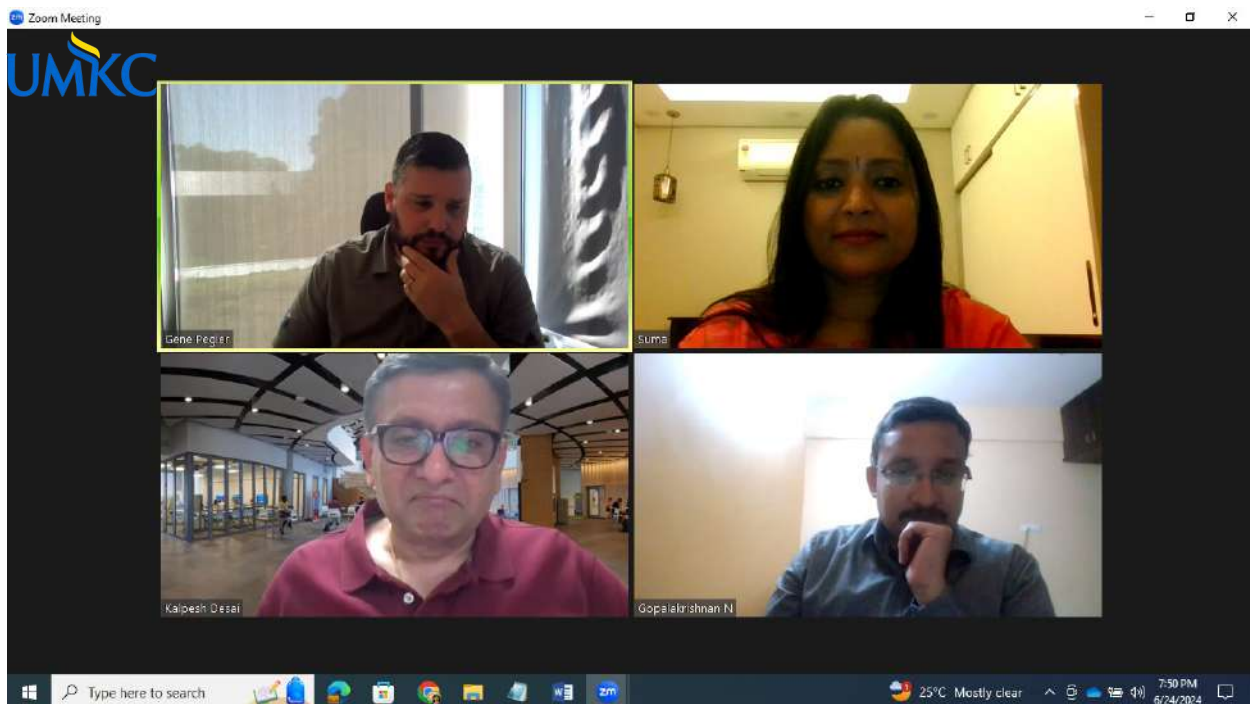 Zoom Meeting
UMKC
Gene Pegler
Suma
Kalpesh Desai
Gopalakrishnan N
Type here to search
zm
25°C Mostly clear
7:50 PM
6/24/2024